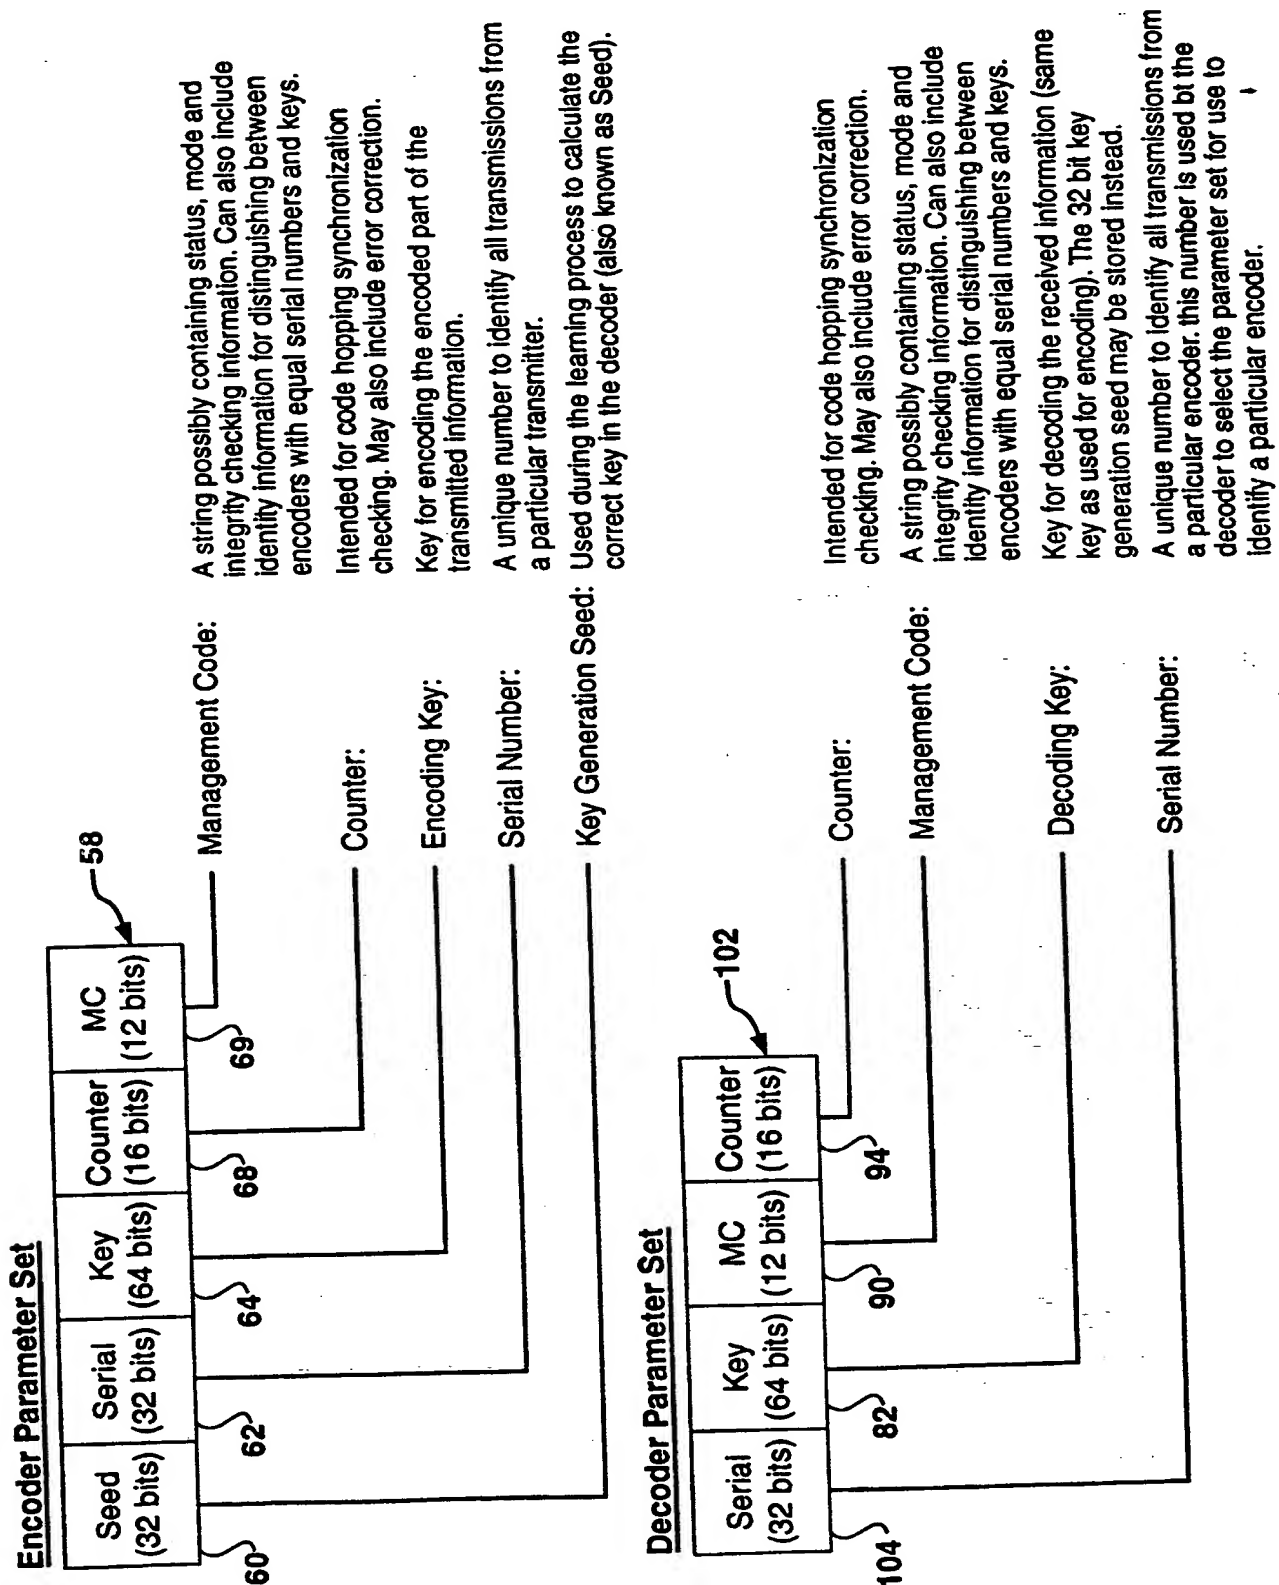 Encoder Parameter Set
Seed
(32 bits)
Serial
(32 bits)
Key
(64 bits)
Counter
(16 bits)
MC
(12 bits)
58
60
62
64
68
69
Management Code:
A string possibly containing status, mode and
integrity checking information. Can also include
identity information for distinguishing between
encoders with equal serial numbers and keys.
Counter:
Intended for code hopping synchronization
checking. May also include error correction.
Encoding Key:
Key for encoding the encoded part of the
transmitted information.
Serial Number:
A unique number to identify all transmissions from
a particular transmitter.
Key Generation Seed:
Used during the learning process to calculate the
correct key in the decoder (also known as Seed).
Decoder Parameter Set
Serial
(32 bits)
Key
(64 bits)
MC
(12 bits)
Counter
(16 bits)
102
104
82
90
94
Counter:
Intended for code hopping synchronization
checking. May also include error correction.
Management Code:
A string possibly containing status, mode and
integrity checking information. Can also include
identity information for distinguishing between
encoders with equal serial numbers and keys.
Decoding Key:
Key for decoding the received information (same
key as used for encoding). The 32 bit key
generation seed may be stored instead.
Serial Number:
A unique number to identify all transmissions from
a particular encoder. this number is used bt the
decoder to select the parameter set for use to
identify a particular encoder.